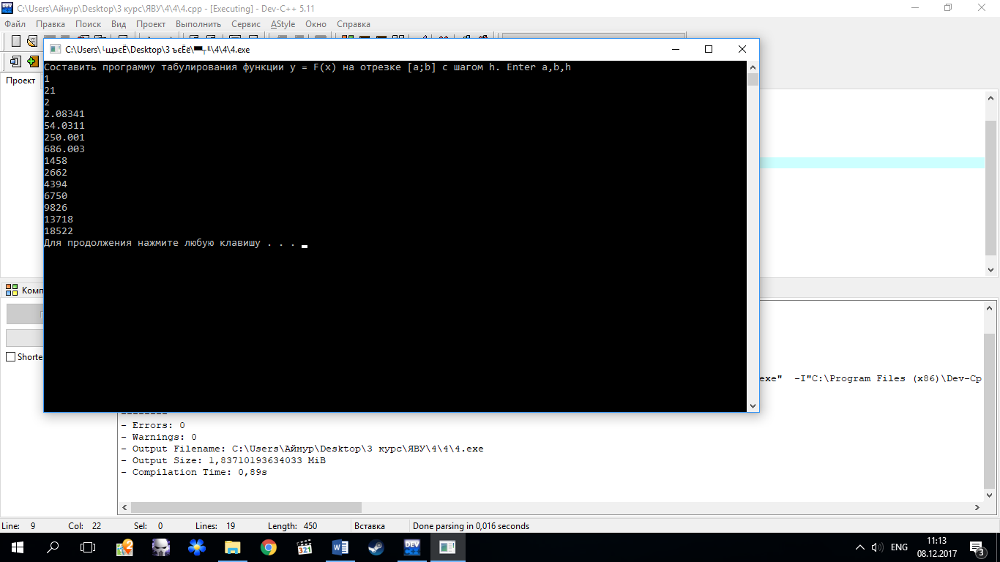 C:\Users\Айнур\Desktop\3 курс\ЯВУ\4\4\4.cpp - [Executing] - Dev-C++ 5.11
Файл Правка Поиск Вид Проект Выполнить Сервис AStyle Окно Справка
C:\Users\└щэєЁ\Desktop\3 ъєЁё\▀┬╙\4\4\4.exe
Проект
Составить программу табулирования функции y = F(x) на отрезке [a;b] с шагом h. Enter a,b,h
1
21
2
2.08341
54.0311
250.001
686.003
1458
2662
4394
6750
9826
13718
18522
Для продолжения нажмите любую клавишу . . .
Комп
Shorte
exe" -I"C:\Program Files (x86)\Dev-Cp
--------
- Errors: 0
- Warnings: 0
- Output Filename: C:\Users\Айнур\Desktop\3 курс\ЯВУ\4\4\4.exe
- Output Size: 1,83710193634033 MiB
- Compilation Time: 0,89s
Line: 9 Col: 22 Sel: 0 Lines: 19 Length: 450 Вставка Done parsing in 0,016 seconds
321
DEV
ENG
11:13
08.12.2017
3